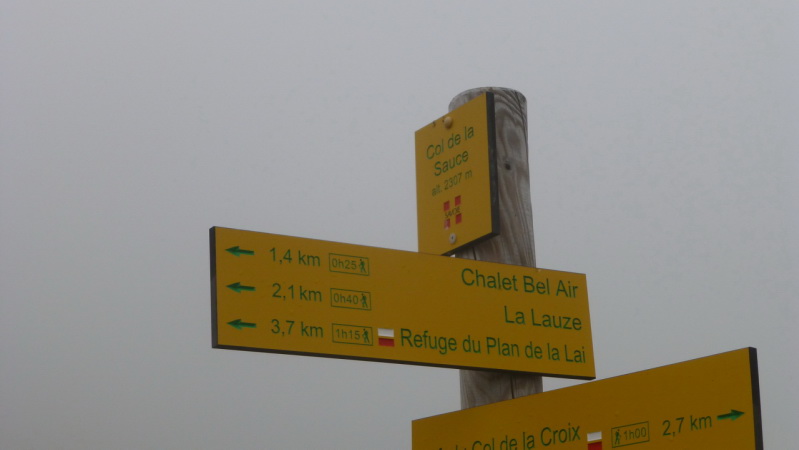 Col de la
Sauce
alt. 2307 m
1,4 km 0h25 Chalet Bel Air
2,1 km 0h40 La Lauze
3,7 km 1h15 Refuge du Plan de la Lai
Col de la Croix 1h00 2,7 km